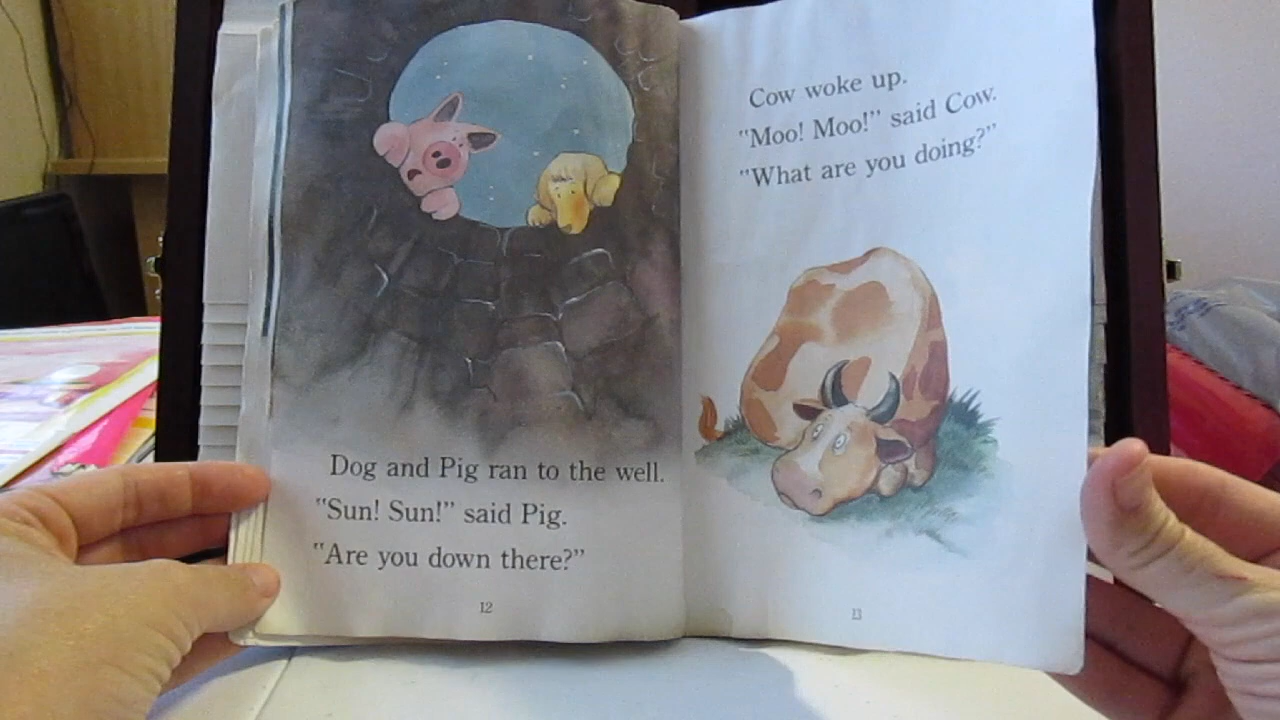 Dog and Pig ran to the well.
"Sun! Sun!" said Pig.
"Are you down there?"
12
Cow woke up.
"Moo! Moo!" said Cow.
"What are you doing?"
13